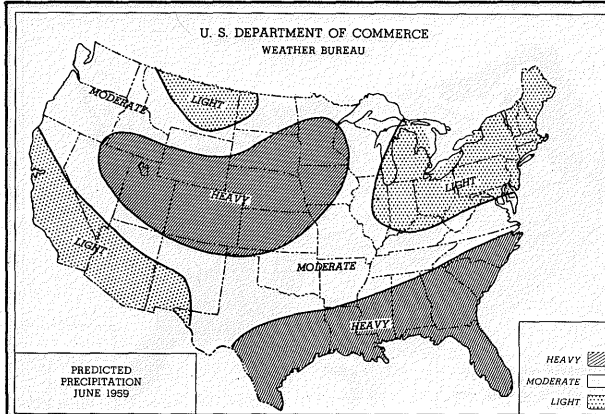 U. S. DEPARTMENT OF COMMERCE
WEATHER BUREAU
MODERATE
LIGHT
HEAVY
LIGHT
LIGHT
MODERATE
HEAVY
PREDICTED
PRECIPITATION
JUNE 1959
HEAVY
MODERATE
LIGHT